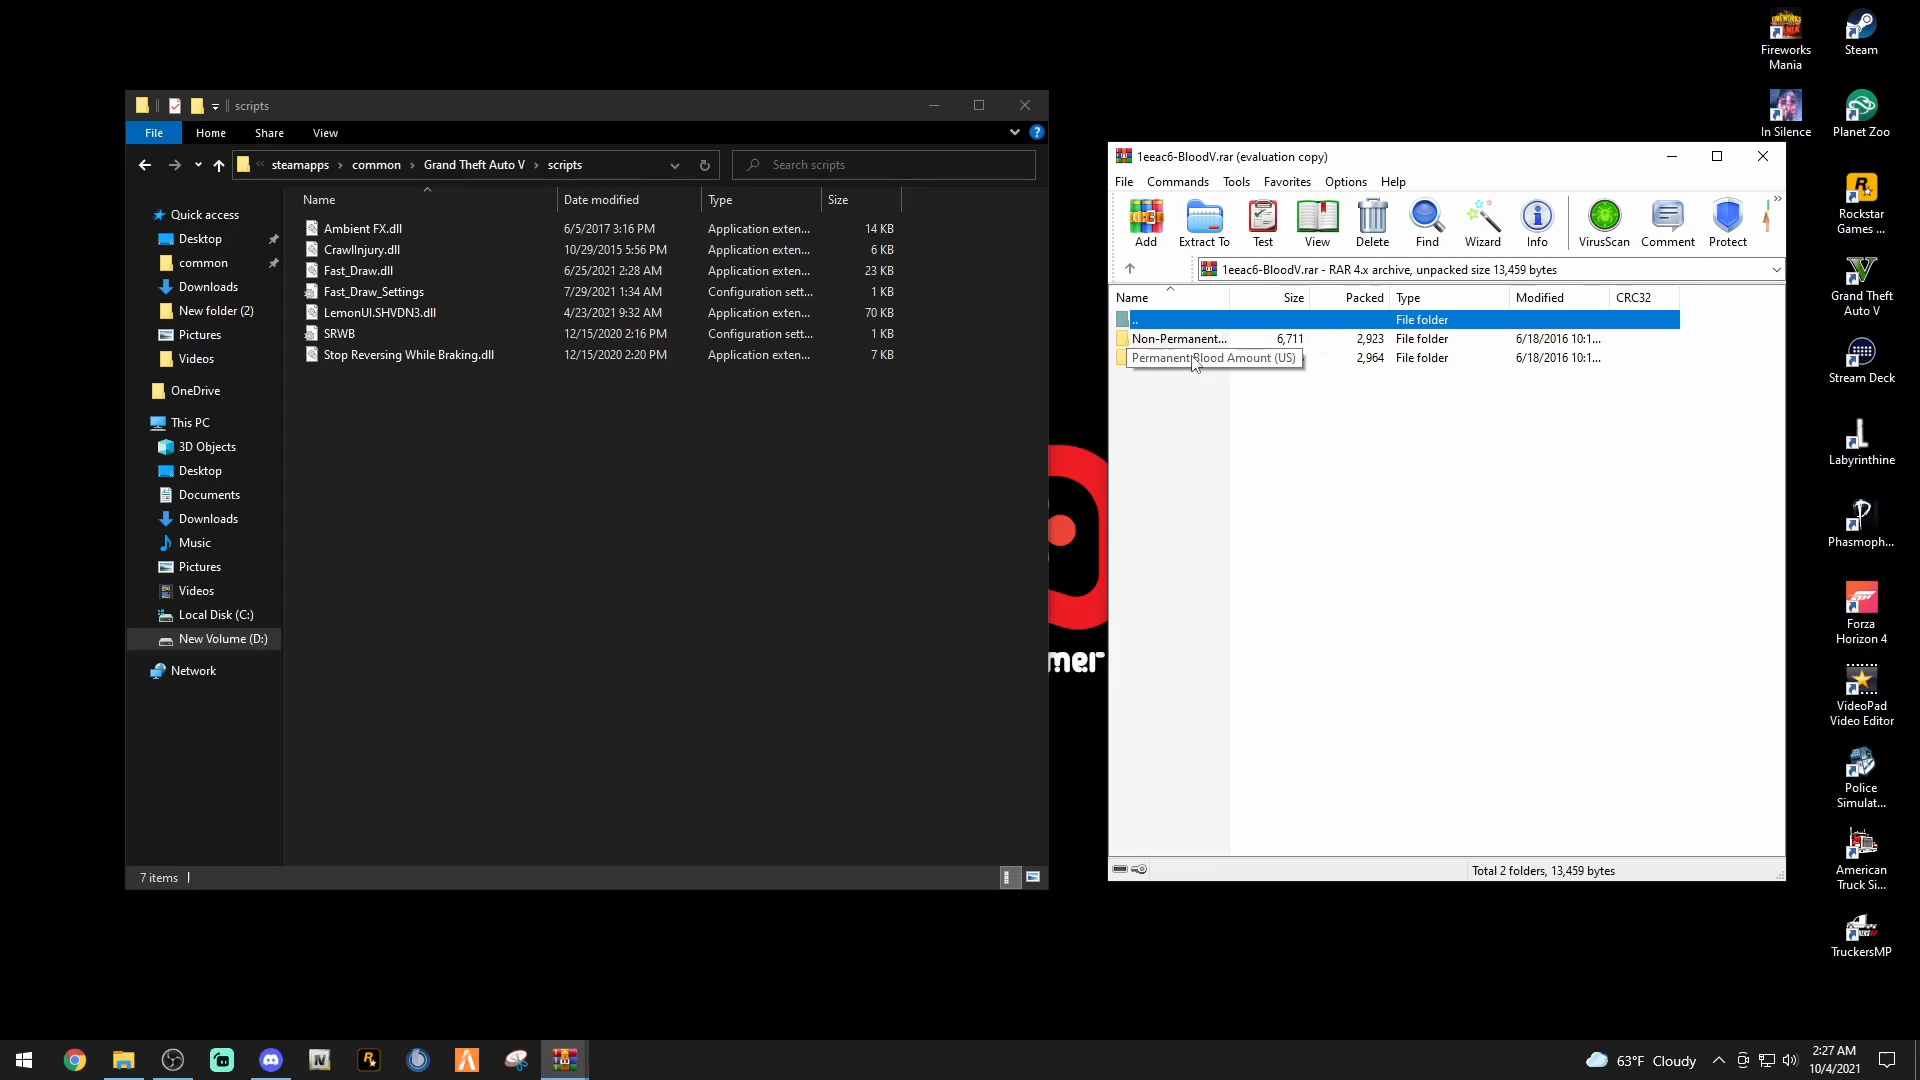 scripts
File Home Share View
« steamapps › common › Grand Theft Auto V › scripts
Search scripts
Name Date modified Type Size
Ambient FX.dll 6/5/2017 3:16 PM Application exten... 14 KB
CrawlInjury.dll 10/29/2015 5:56 PM Application exten... 6 KB
Fast_Draw.dll 6/25/2021 2:28 AM Application exten... 23 KB
Fast_Draw_Settings 7/29/2021 1:34 AM Configuration sett... 1 KB
LemonUI.SHVDN3.dll 4/23/2021 9:32 AM Application exten... 70 KB
SRWB 12/15/2020 2:16 PM Configuration sett... 1 KB
Stop Reversing While Braking.dll 12/15/2020 2:20 PM Application exten... 7 KB
Quick access
Desktop
common
Downloads
New folder (2)
Pictures
Videos
OneDrive
This PC
3D Objects
Desktop
Documents
Downloads
Music
Pictures
Videos
Local Disk (C:)
New Volume (D:)
Network
7 items
mer
1eeac6-BloodV.rar (evaluation copy)
File Commands Tools Favorites Options Help
Add Extract To Test View Delete Find Wizard Info VirusScan Comment Protect
1eeac6-BloodV.rar - RAR 4.x archive, unpacked size 13,459 bytes
Name Size Packed Type Modified CRC32
.. File folder
Non-Permanent... 6,711 2,923 File folder 6/18/2016 10:1...
Permanent Blood Amount (US) 2,964 File folder 6/18/2016 10:1...
Total 2 folders, 13,459 bytes
Fireworks
Mania
Steam
In Silence
Planet Zoo
Rockstar
Games ...
Grand Theft
Auto V
Stream Deck
Labyrinthine
Phasmoph...
Forza
Horizon 4
VideoPad
Video Editor
Police
Simulat...
American
Truck Si...
TruckersMP
63°F Cloudy
2:27 AM
10/4/2021